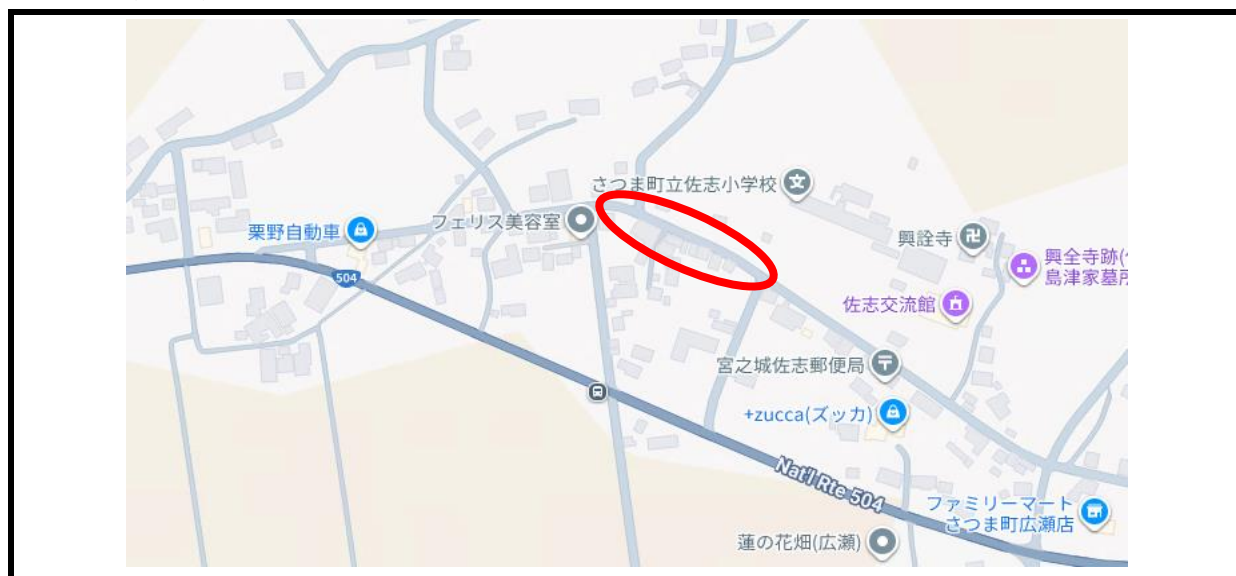 さつま町立佐志小学校
フェリス美容室
栗野自動車
興詮寺
興全寺跡(
島津家墓所
504
佐志交流館
宮之城佐志郵便局
+zucca(ズッカ)
Nat'l Rte 504
ファミリーマート
さつま町広瀬店
蓮の花畑(広瀬)